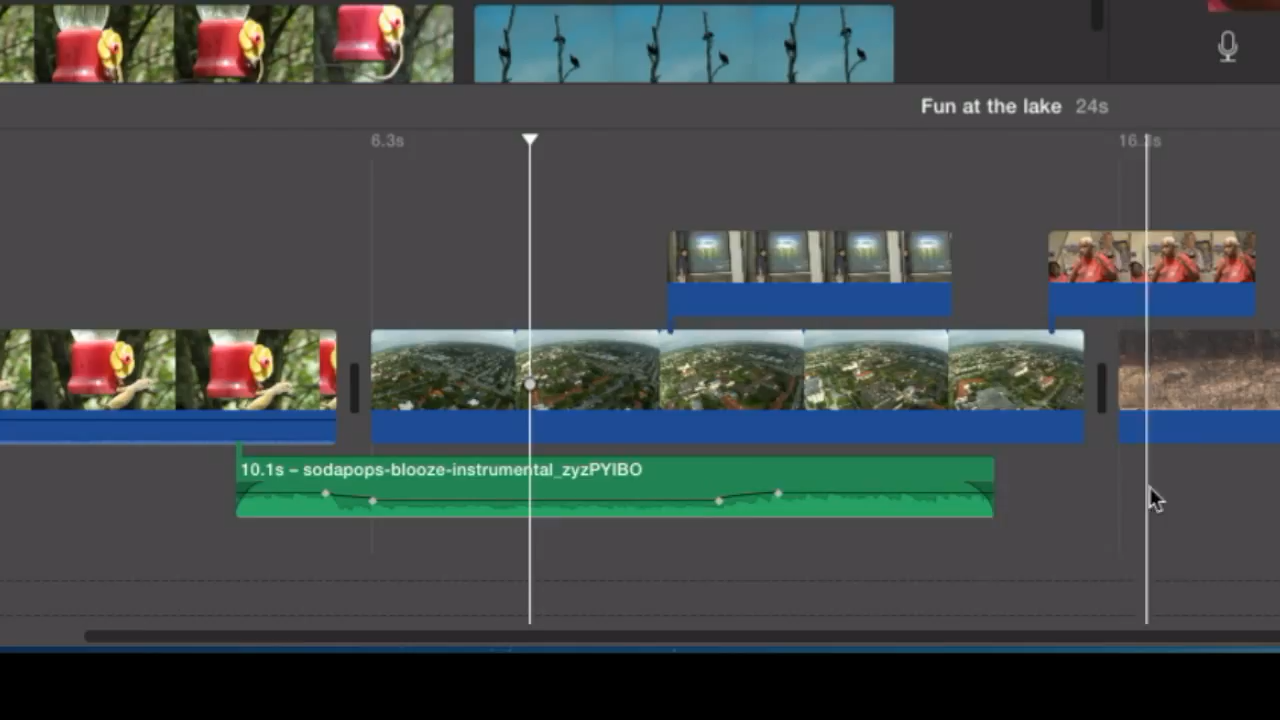 Fun at the lake 24s
6.3s
10.1s – sodapops-blooze-instrumental_zyzPYIBO